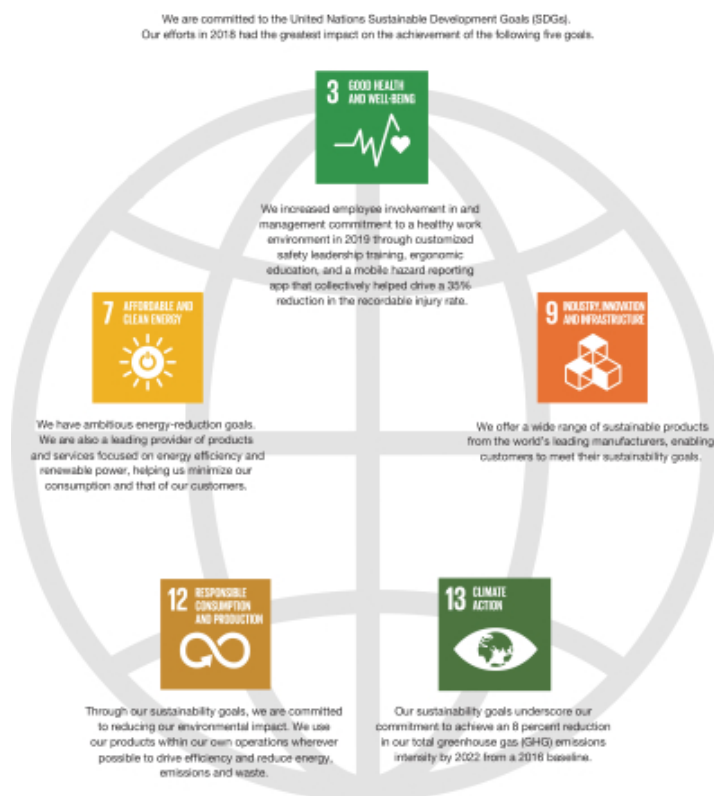 We are committed to the United Nations Sustainable Development Goals (SDGs).
Our efforts in 2018 had the greatest impact on the achievement of the following five goals.
3 GOOD HEALTH
AND WELL-BEING
We increased employee involvement in and
management commitment to a healthy work
environment in 2019 through customized
safety leadership training, ergonomic
education, and a mobile hazard reporting
app that collectively helped drive a 35%
reduction in the recordable injury rate.
7 AFFORDABLE AND
CLEAN ENERGY
We have ambitious energy-reduction goals.
We are also a leading provider of products
and services focused on energy efficiency and
renewable power, helping us minimize our
consumption and that of our customers.
9 INDUSTRY, INNOVATION
AND INFRASTRUCTURE
We offer a wide range of sustainable products
from the world's leading manufacturers, enabling
customers to meet their sustainability goals.
12 RESPONSIBLE
CONSUMPTION
AND PRODUCTION
Through our sustainability goals, we are committed
to reducing our environmental impact. We use
our products within our own operations wherever
possible to drive efficiency and reduce energy,
emissions and waste.
13 CLIMATE
ACTION
Our sustainability goals underscore our
commitment to achieve an 8 percent reduction
in our total greenhouse gas (GHG) emissions
intensity by 2022 from a 2016 baseline.